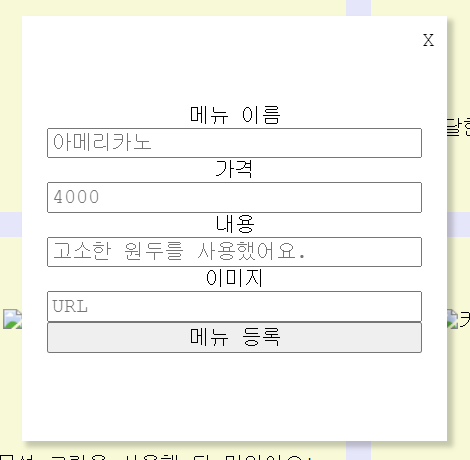 X
메뉴 이름
아메리카노
가격
4000
내용
고소한 원두를 사용했어요.
이미지
URL
메뉴 등록